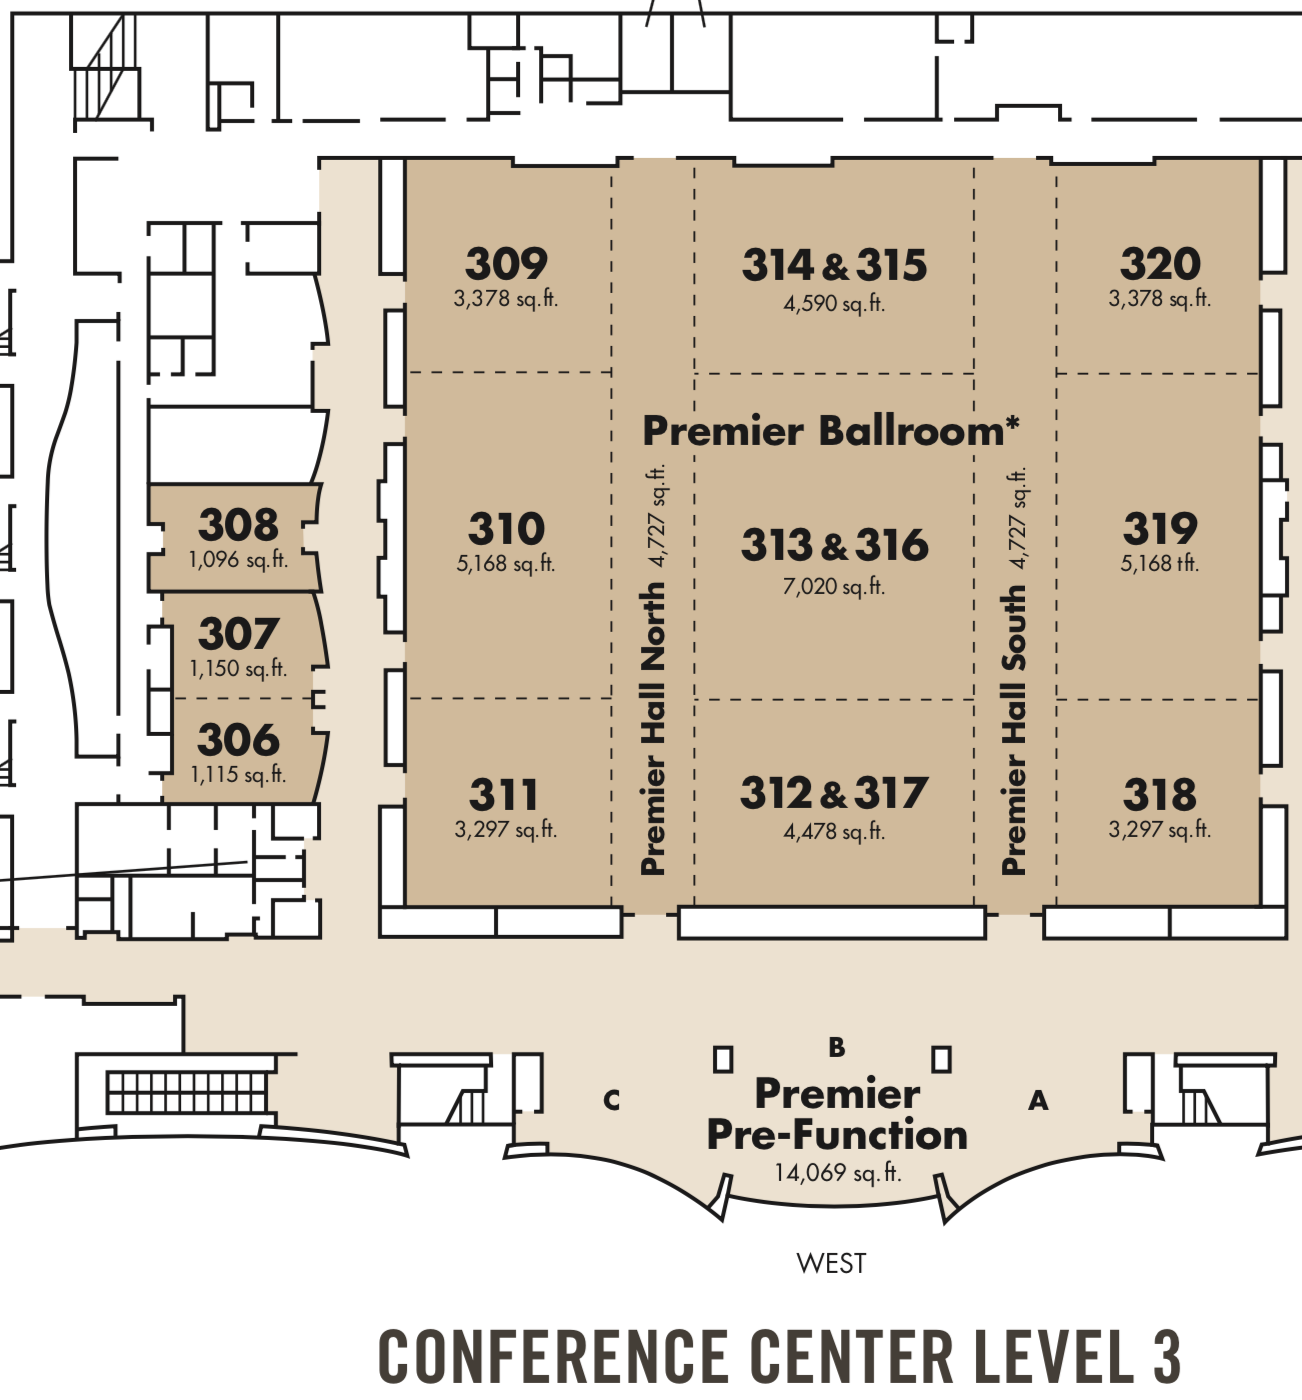 309
3,378 sq.ft.
314 & 315
4,590 sq.ft.
320
3,378 sq.ft.
Premier Ballroom*
308
1,096 sq.ft.
310
5,168 sq.ft.
Premier Hall North 4,727 sq.ft.
313 & 316
7,020 sq.ft.
Premier Hall South 4,727 sq.ft.
319
5,168 tft.
307
1,150 sq.ft.
306
1,115 sq.ft.
311
3,297 sq.ft.
312 & 317
4,478 sq.ft.
318
3,297 sq.ft.
B
C
A
Premier
Pre-Function
14,069 sq.ft.
WEST
CONFERENCE CENTER LEVEL 3